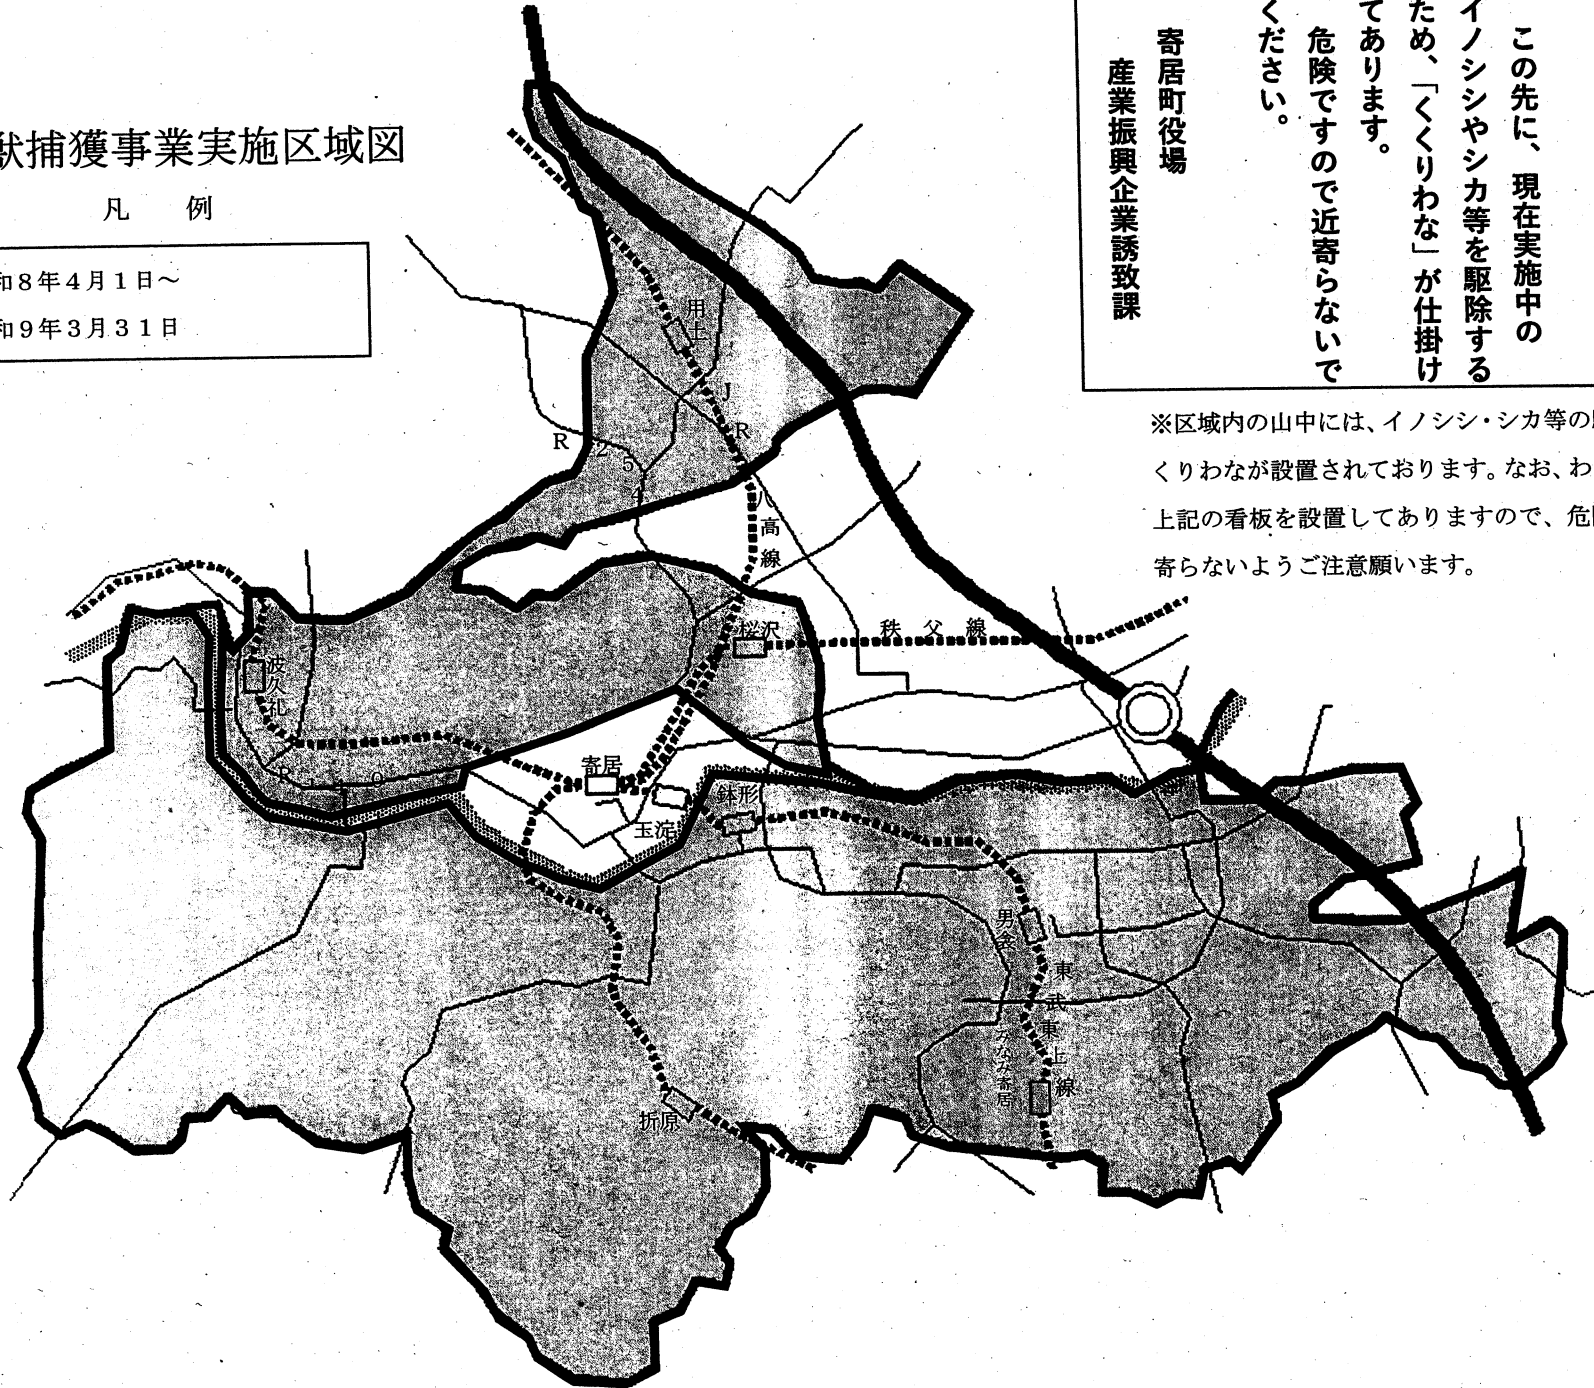 獣捕獲事業実施区域図
凡　例
和８年４月１日～
和９年３月３１日
この先に、現在実施中の
イノシシやシカ等を駆除する
ため、「くくりわな」が仕掛け
てあります。
危険ですので近寄らないで
ください。
寄居町役場
産業振興企業誘致課
※区域内の山中には、イノシシ・シカ等の
くりわなが設置されております。なお、わ
上記の看板を設置してありますので、危
寄らないようご注意願います。
用土
JR八高線
R254
桜沢
秩父線
波久礼
寄居
玉淀
鉢形
男衾
東武東上線
みなみ寄居
折原